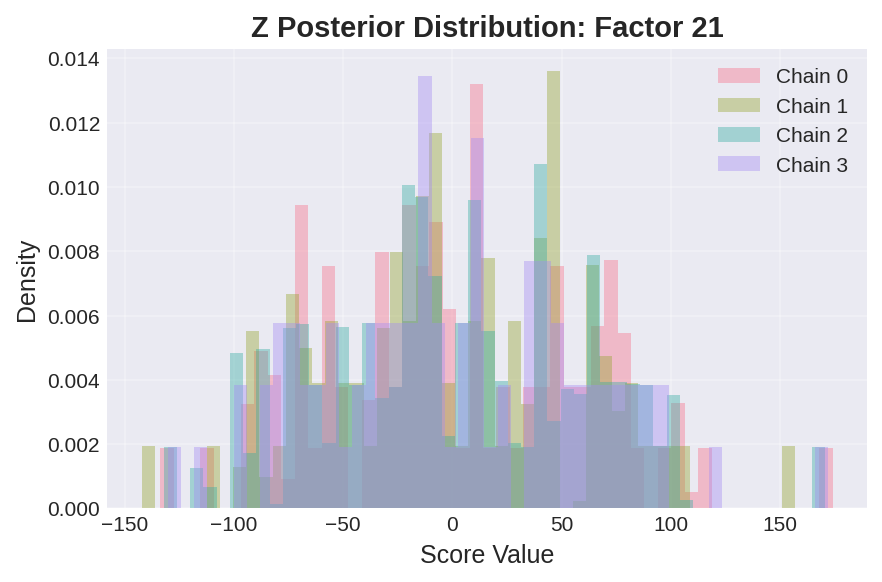 Z Posterior Distribution: Factor 21
Density
0.014
0.012
0.010
0.008
0.006
0.004
0.002
0.000
Chain 0
Chain 1
Chain 2
Chain 3
−150
−100
−50
0
50
100
150
Score Value